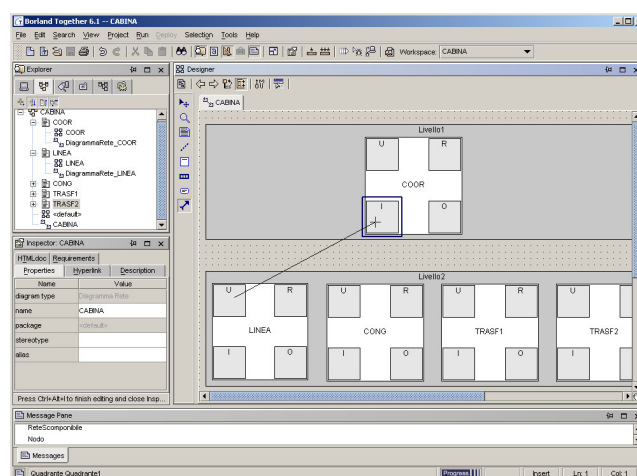 Borland Together 6.1 -- CABINA
File Edit Search View Project Run Deploy Selection Tools Help
Workspace: CABINA
Explorer
CABINA
COOR
COOR
DiagrammaRete_COOR
LINEA
LINEA
DiagrammaRete_LINEA
CONG
TRASF1
TRASF2
<default>
CABINA
Inspector: CABINA
HTMLdoc Requirements
Properties Hyperlink Description
Name Value
diagram type Diagramma Rete
name CABINA
package <default>
stereotype
alias
Press Ctrl+Alt+I to finish editing and close Insp...
Designer
CABINA
Livello1
U R
COOR
I O
Livello2
U R U R U R U
LINEA CONG TRASF1 TRASF2
I O I O I O I
Message Pane
ReteScomponibile
Nodo
Messages
Quadrante Quadrante1 Progress Insert Ln: 1 Col: 1